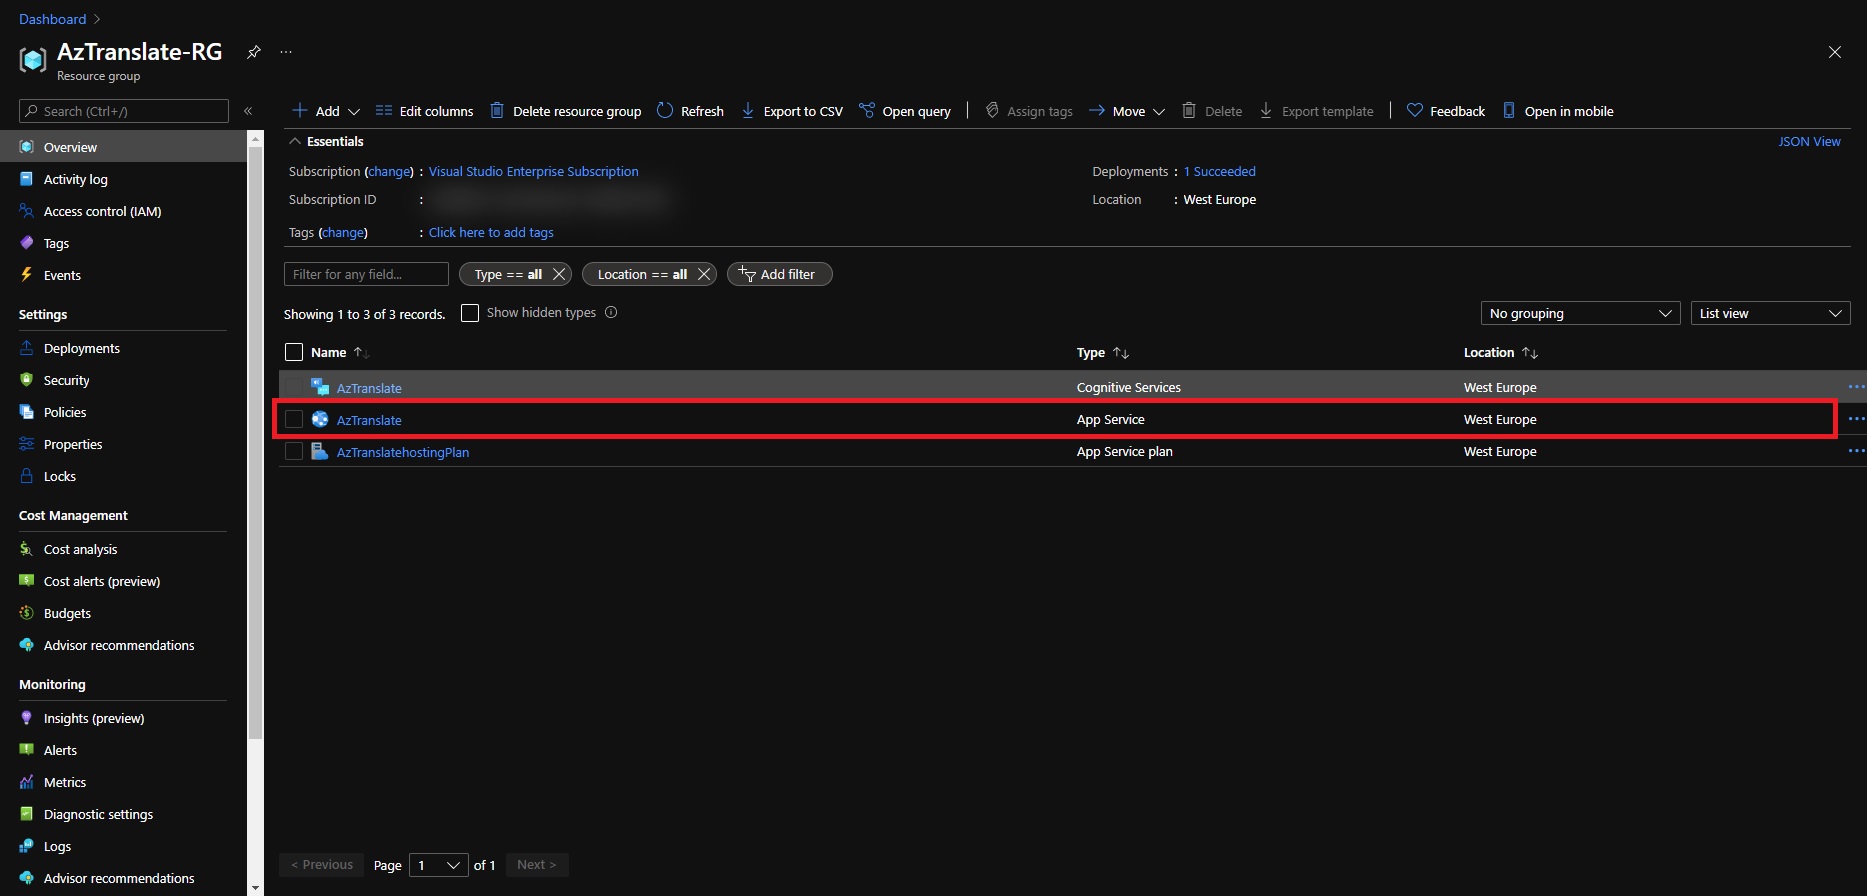 Dashboard >
AzTranslate-RG ...
Resource group
Search (Ctrl+/) «
Overview
Activity log
Access control (IAM)
Tags
Events
Settings
Deployments
Security
Policies
Properties
Locks
Cost Management
Cost analysis
Cost alerts (preview)
Budgets
Advisor recommendations
Monitoring
Insights (preview)
Alerts
Metrics
Diagnostic settings
Logs
Advisor recommendations
Add Edit columns Delete resource group Refresh Export to CSV Open query | Assign tags Move Delete Export template | Feedback Open in mobile
Essentials JSON View
Subscription (change) : Visual Studio Enterprise Subscription Deployments : 1 Succeeded
Subscription ID : Location : West Europe
Tags (change) : Click here to add tags
Filter for any field... Type == all Location == all Add filter
Showing 1 to 3 of 3 records. Show hidden types No grouping List view
Name Type Location
AzTranslate Cognitive Services West Europe ...
AzTranslate App Service West Europe ...
AzTranslatehostingPlan App Service plan West Europe ...
< Previous Page 1 of 1 Next >